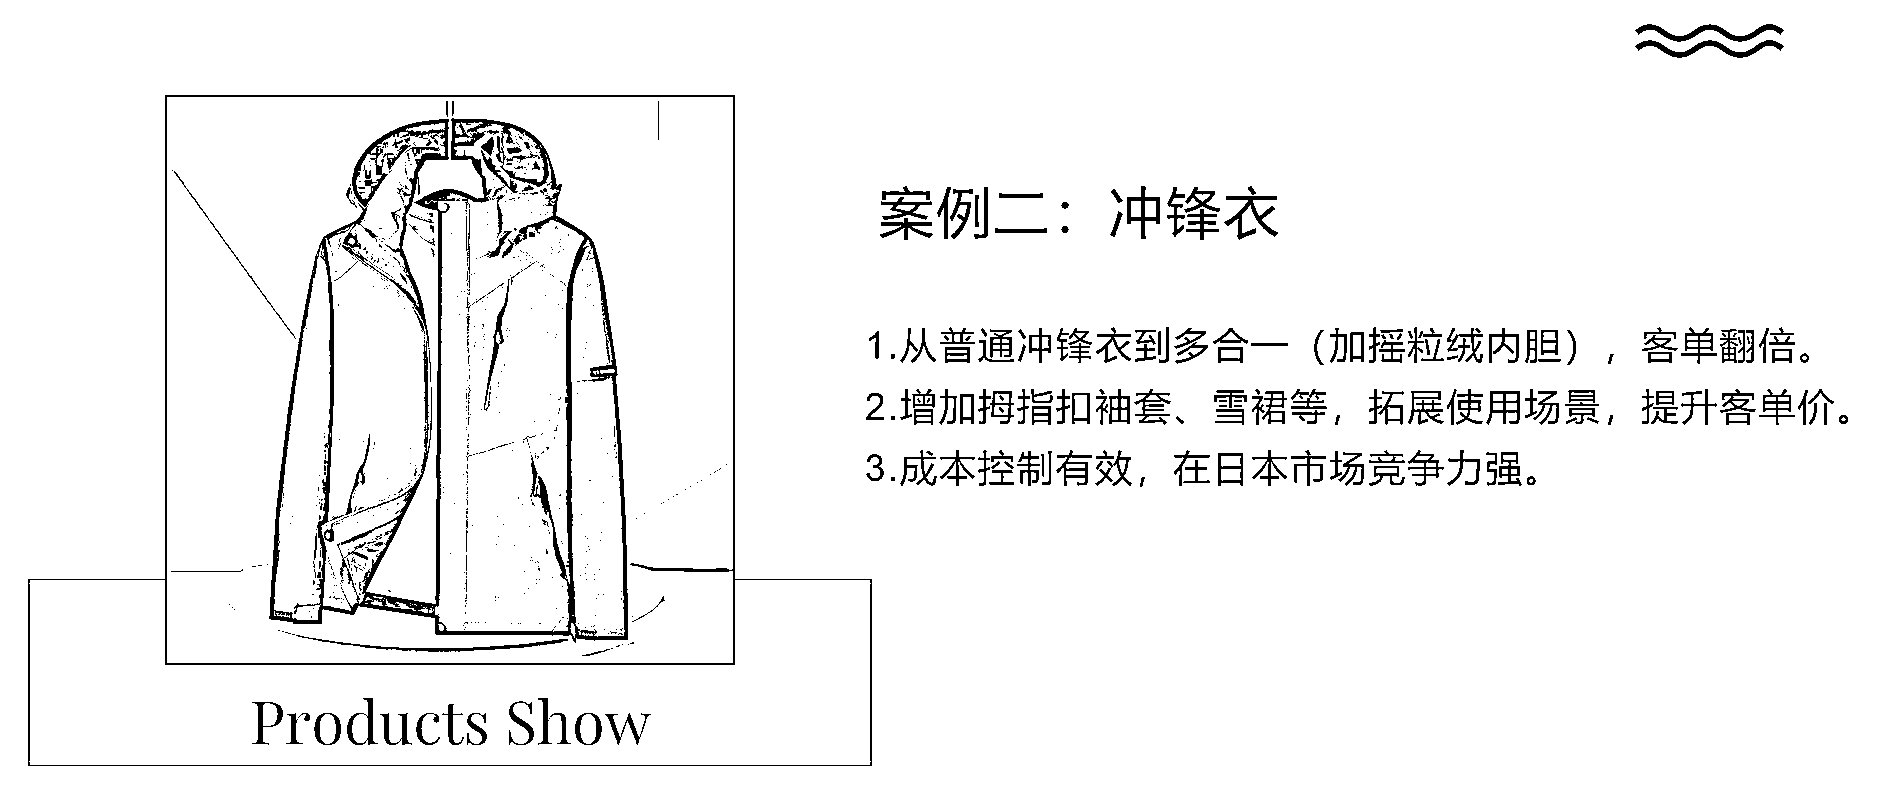 案例二：冲锋衣
1.从普通冲锋衣到多合一（加摇粒绒内胆），客单翻倍。
2.增加拇指扣袖套、雪裙等，拓展使用场景，提升客单价。
3.成本控制有效，在日本市场竞争力强。
Products Show